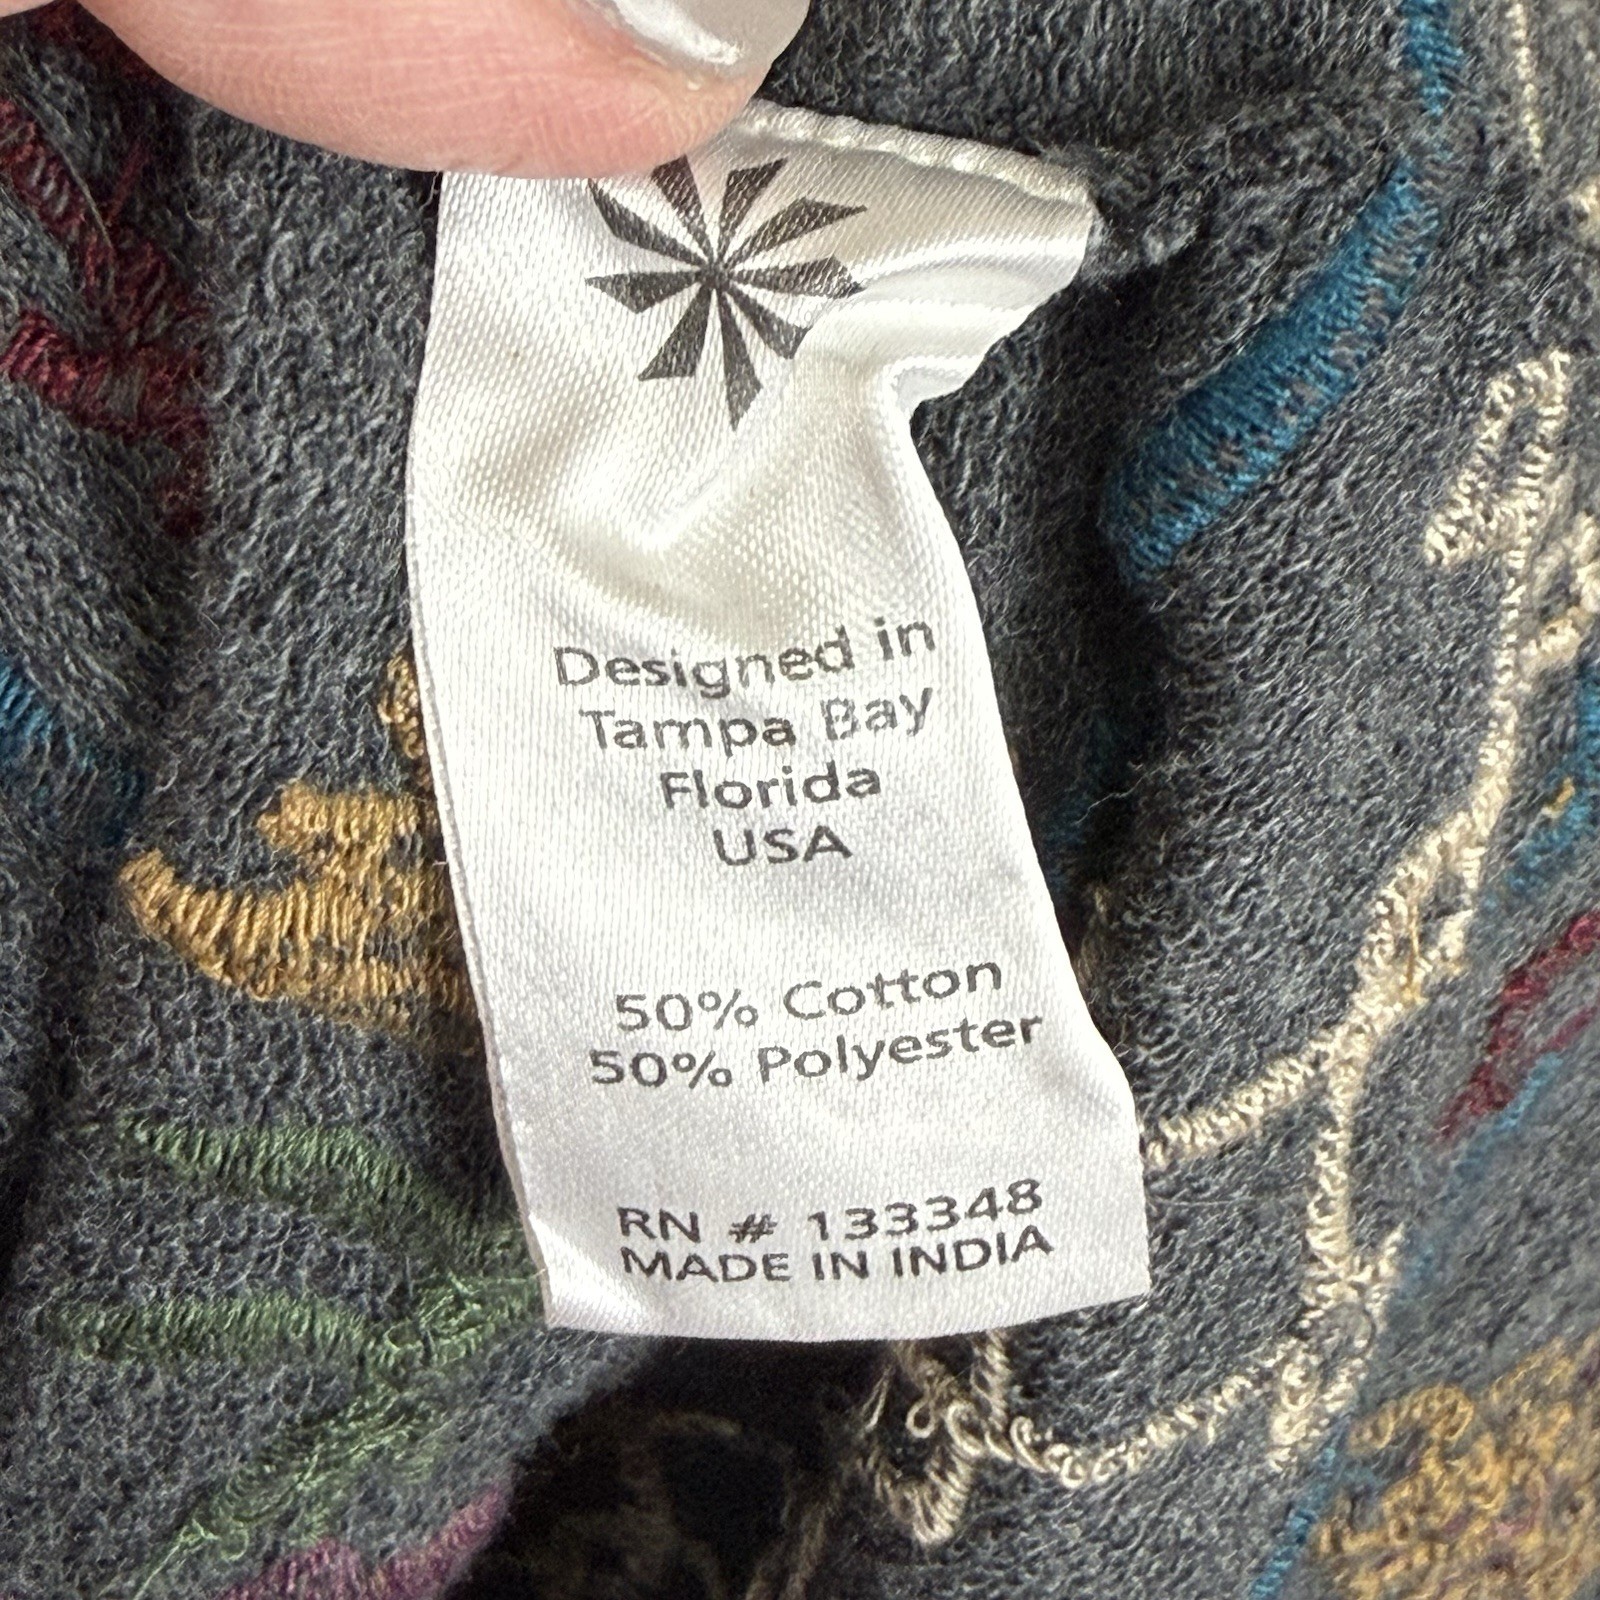 Designed in
Tampa Bay
Florida
USA
50% Cotton
50% Polyester
RN # 133348
MADE IN INDIA